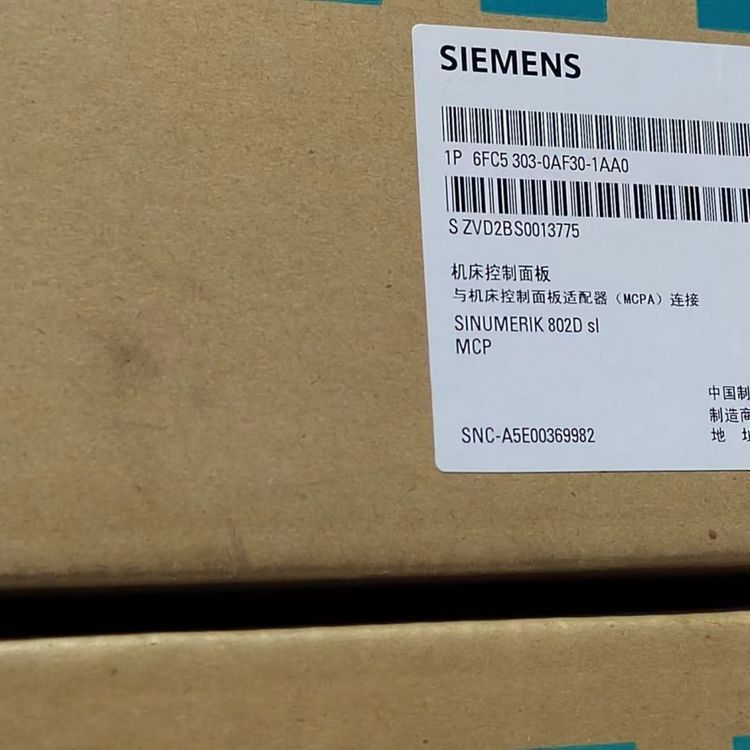 SIEMENS
1P 6FC5 303-0AF30-1AA0
S ZVD2BS0013775
机床控制面板
与机床控制面板适配器（MCPA）连接
SINUMERIK 802D sl
MCP
中国制
制造商
地
SNC-A5E00369982